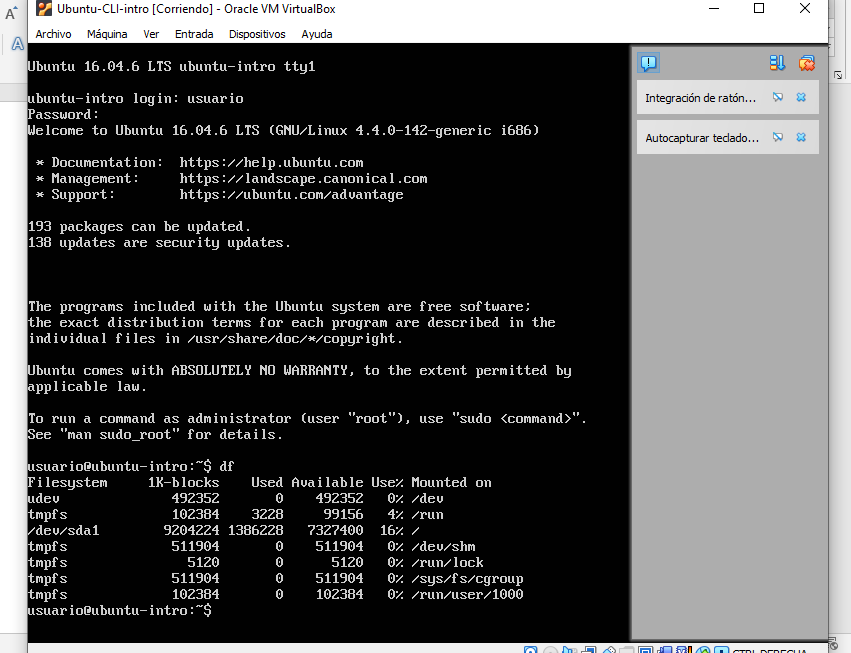 A
Ubuntu-CLI-intro [Corriendo] - Oracle VM VirtualBox
A
Archivo Máquina Ver Entrada Dispositivos Ayuda
Ubuntu 16.04.6 LTS ubuntu-intro tty1
ubuntu-intro login: usuario
Password:
Welcome to Ubuntu 16.04.6 LTS (GNU/Linux 4.4.0-142-generic i686)
* Documentation: https://help.ubuntu.com
* Management: https://landscape.canonical.com
* Support: https://ubuntu.com/advantage
193 packages can be updated.
138 updates are security updates.
The programs included with the Ubuntu system are free software;
the exact distribution terms for each program are described in the
individual files in /usr/share/doc/*/copyright.
Ubuntu comes with ABSOLUTELY NO WARRANTY, to the extent permitted by
applicable law.
To run a command as administrator (user "root"), use "sudo <command>".
See "man sudo_root" for details.
usuario@ubuntu-intro:~$ df
Filesystem 1K-blocks Used Available Use% Mounted on
udev 492352 0 492352 0% /dev
tmpfs 102384 3228 99156 4% /run
/dev/sda1 9204224 1386228 7327400 16% /
tmpfs 511904 0 511904 0% /dev/shm
tmpfs 5120 0 5120 0% /run/lock
tmpfs 511904 0 511904 0% /sys/fs/cgroup
tmpfs 102384 0 102384 0% /run/user/1000
usuario@ubuntu-intro:~$
Integración de ratón...
Autocapturar teclado...
CTRL DERECHA